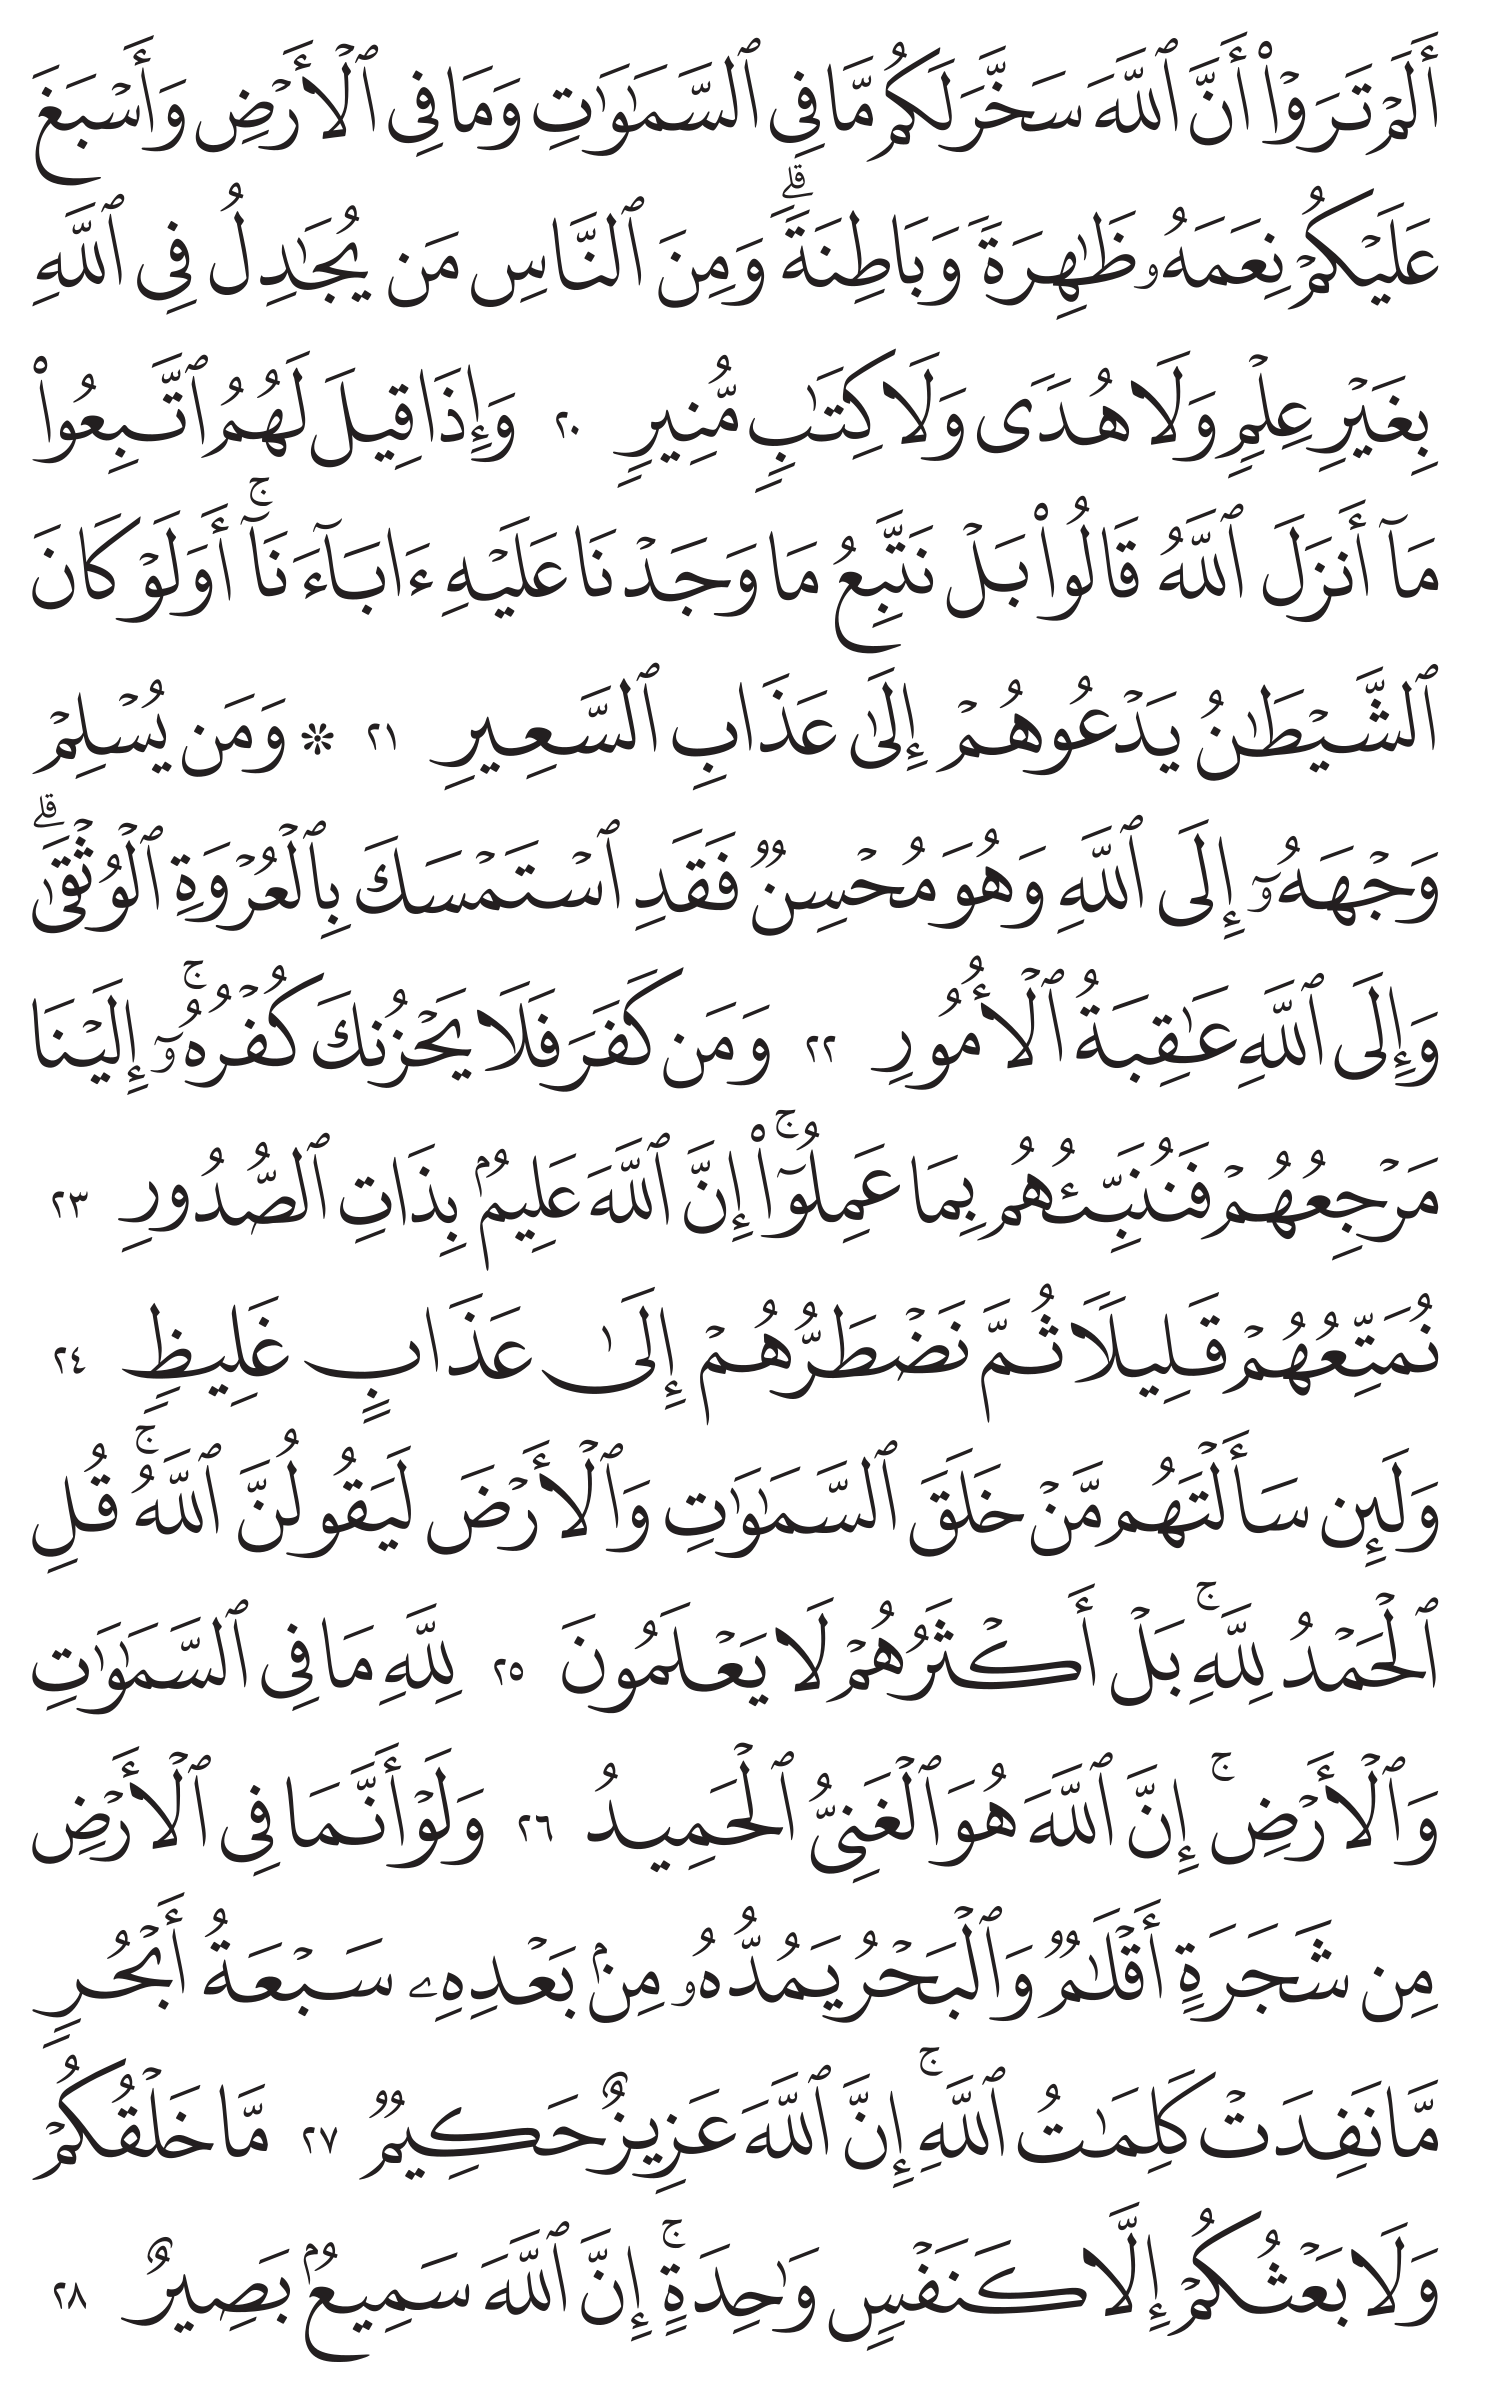 أَلَمْ تَرَوْا۟ أَنَّ ٱللَّهَ سَخَّرَ لَكُم مَّا فِى ٱلسَّمَـٰوَٰتِ وَمَا فِى ٱلْأَرْضِ وَأَسْبَغَ
عَلَيْكُمْ نِعَمَهُۥ ظَـٰهِرَةً وَبَاطِنَةً ۗ وَمِنَ ٱلنَّاسِ مَن يُجَـٰدِلُ فِى ٱللَّهِ
بِغَيْرِ عِلْمٍ وَلَا هُدًى وَلَا كِتَـٰبٍ مُّنِيرٍ ٢٠ وَإِذَا قِيلَ لَهُمُ ٱتَّبِعُوا۟
مَآ أَنزَلَ ٱللَّهُ قَالُوا۟ بَلْ نَتَّبِعُ مَا وَجَدْنَا عَلَيْهِ ءَابَآءَنَآ ۚ أَوَلَوْ كَانَ
ٱلشَّيْطَـٰنُ يَدْعُوهُمْ إِلَىٰ عَذَابِ ٱلسَّعِيرِ ٢١ ۞ وَمَن يُسْلِمْ
وَجْهَهُۥٓ إِلَى ٱللَّهِ وَهُوَ مُحْسِنٌ فَقَدِ ٱسْتَمْسَكَ بِٱلْعُرْوَةِ ٱلْوُثْقَىٰ ۗ
وَإِلَى ٱللَّهِ عَـٰقِبَةُ ٱلْأُمُورِ ٢٢ وَمَن كَفَرَ فَلَا يَحْزُنكَ كُفْرُهُۥٓ ۚ إِلَيْنَا
مَرْجِعُهُمْ فَنُنَبِّئُهُم بِمَا عَمِلُوٓا۟ ۚ إِنَّ ٱللَّهَ عَلِيمٌۢ بِذَاتِ ٱلصُّدُورِ ٢٣
نُمَتِّعُهُمْ قَلِيلًا ثُمَّ نَضْطَرُّهُمْ إِلَىٰ عَذَابٍ غَلِيظٍ ٢٤
وَلَئِن سَأَلْتَهُم مَّنْ خَلَقَ ٱلسَّمَـٰوَٰتِ وَٱلْأَرْضَ لَيَقُولُنَّ ٱللَّهُ ۚ قُلِ
ٱلْحَمْدُ لِلَّهِ ۚ بَلْ أَكْثَرُهُمْ لَا يَعْلَمُونَ ٢٥ لِلَّهِ مَا فِى ٱلسَّمَـٰوَٰتِ
وَٱلْأَرْضِ ۚ إِنَّ ٱللَّهَ هُوَ ٱلْغَنِىُّ ٱلْحَمِيدُ ٢٦ وَلَوْ أَنَّمَا فِى ٱلْأَرْضِ
مِن شَجَرَةٍ أَقْلَـٰمٌ وَٱلْبَحْرُ يَمُدُّهُۥ مِنۢ بَعْدِهِۦ سَبْعَةُ أَبْحُرٍ
مَّا نَفِدَتْ كَلِمَـٰتُ ٱللَّهِ ۚ إِنَّ ٱللَّهَ عَزِيزٌ حَكِيمٌ ٢٧ مَّا خَلْقُكُمْ
وَلَا بَعْثُكُمْ إِلَّا كَنَفْسٍ وَٰحِدَةٍ ۚ إِنَّ ٱللَّهَ سَمِيعٌۢ بَصِيرٌ ٢٨